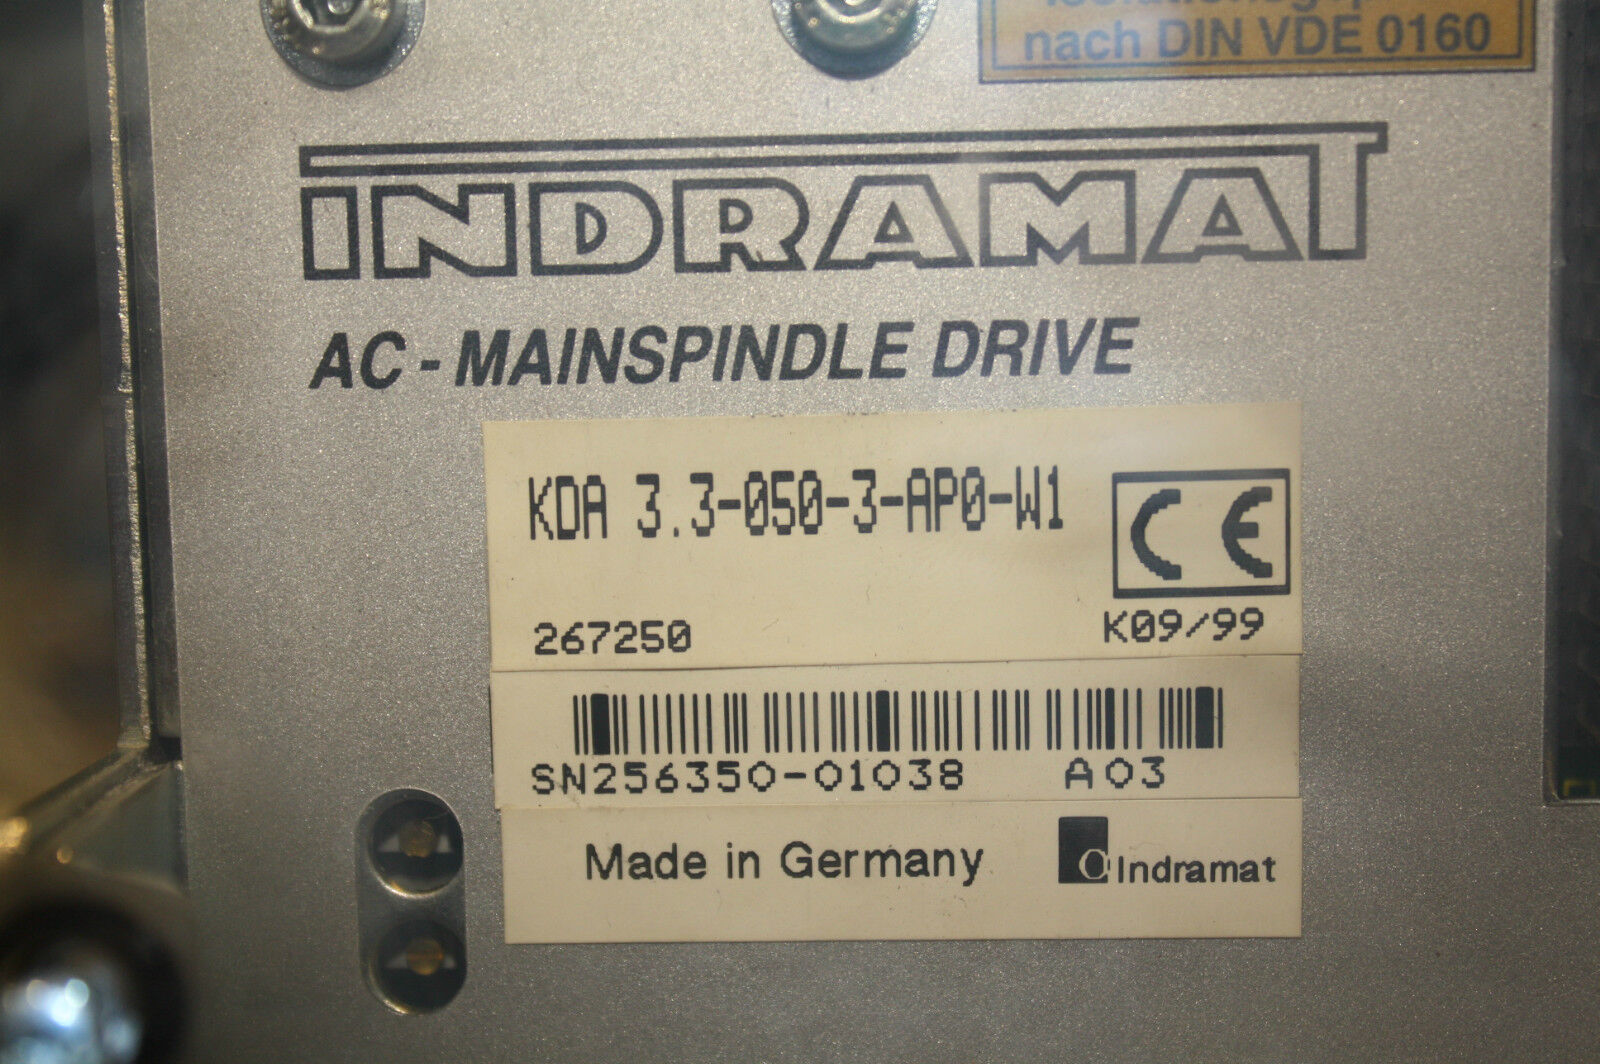 nach DIN VDE 0160
INDRAMAT
AC - MAINSPINDLE DRIVE
KDA 3.3-050-3-AP0-W1
CE
267250
K09/99
SN256350-01038 A03
Made in Germany
Indramat